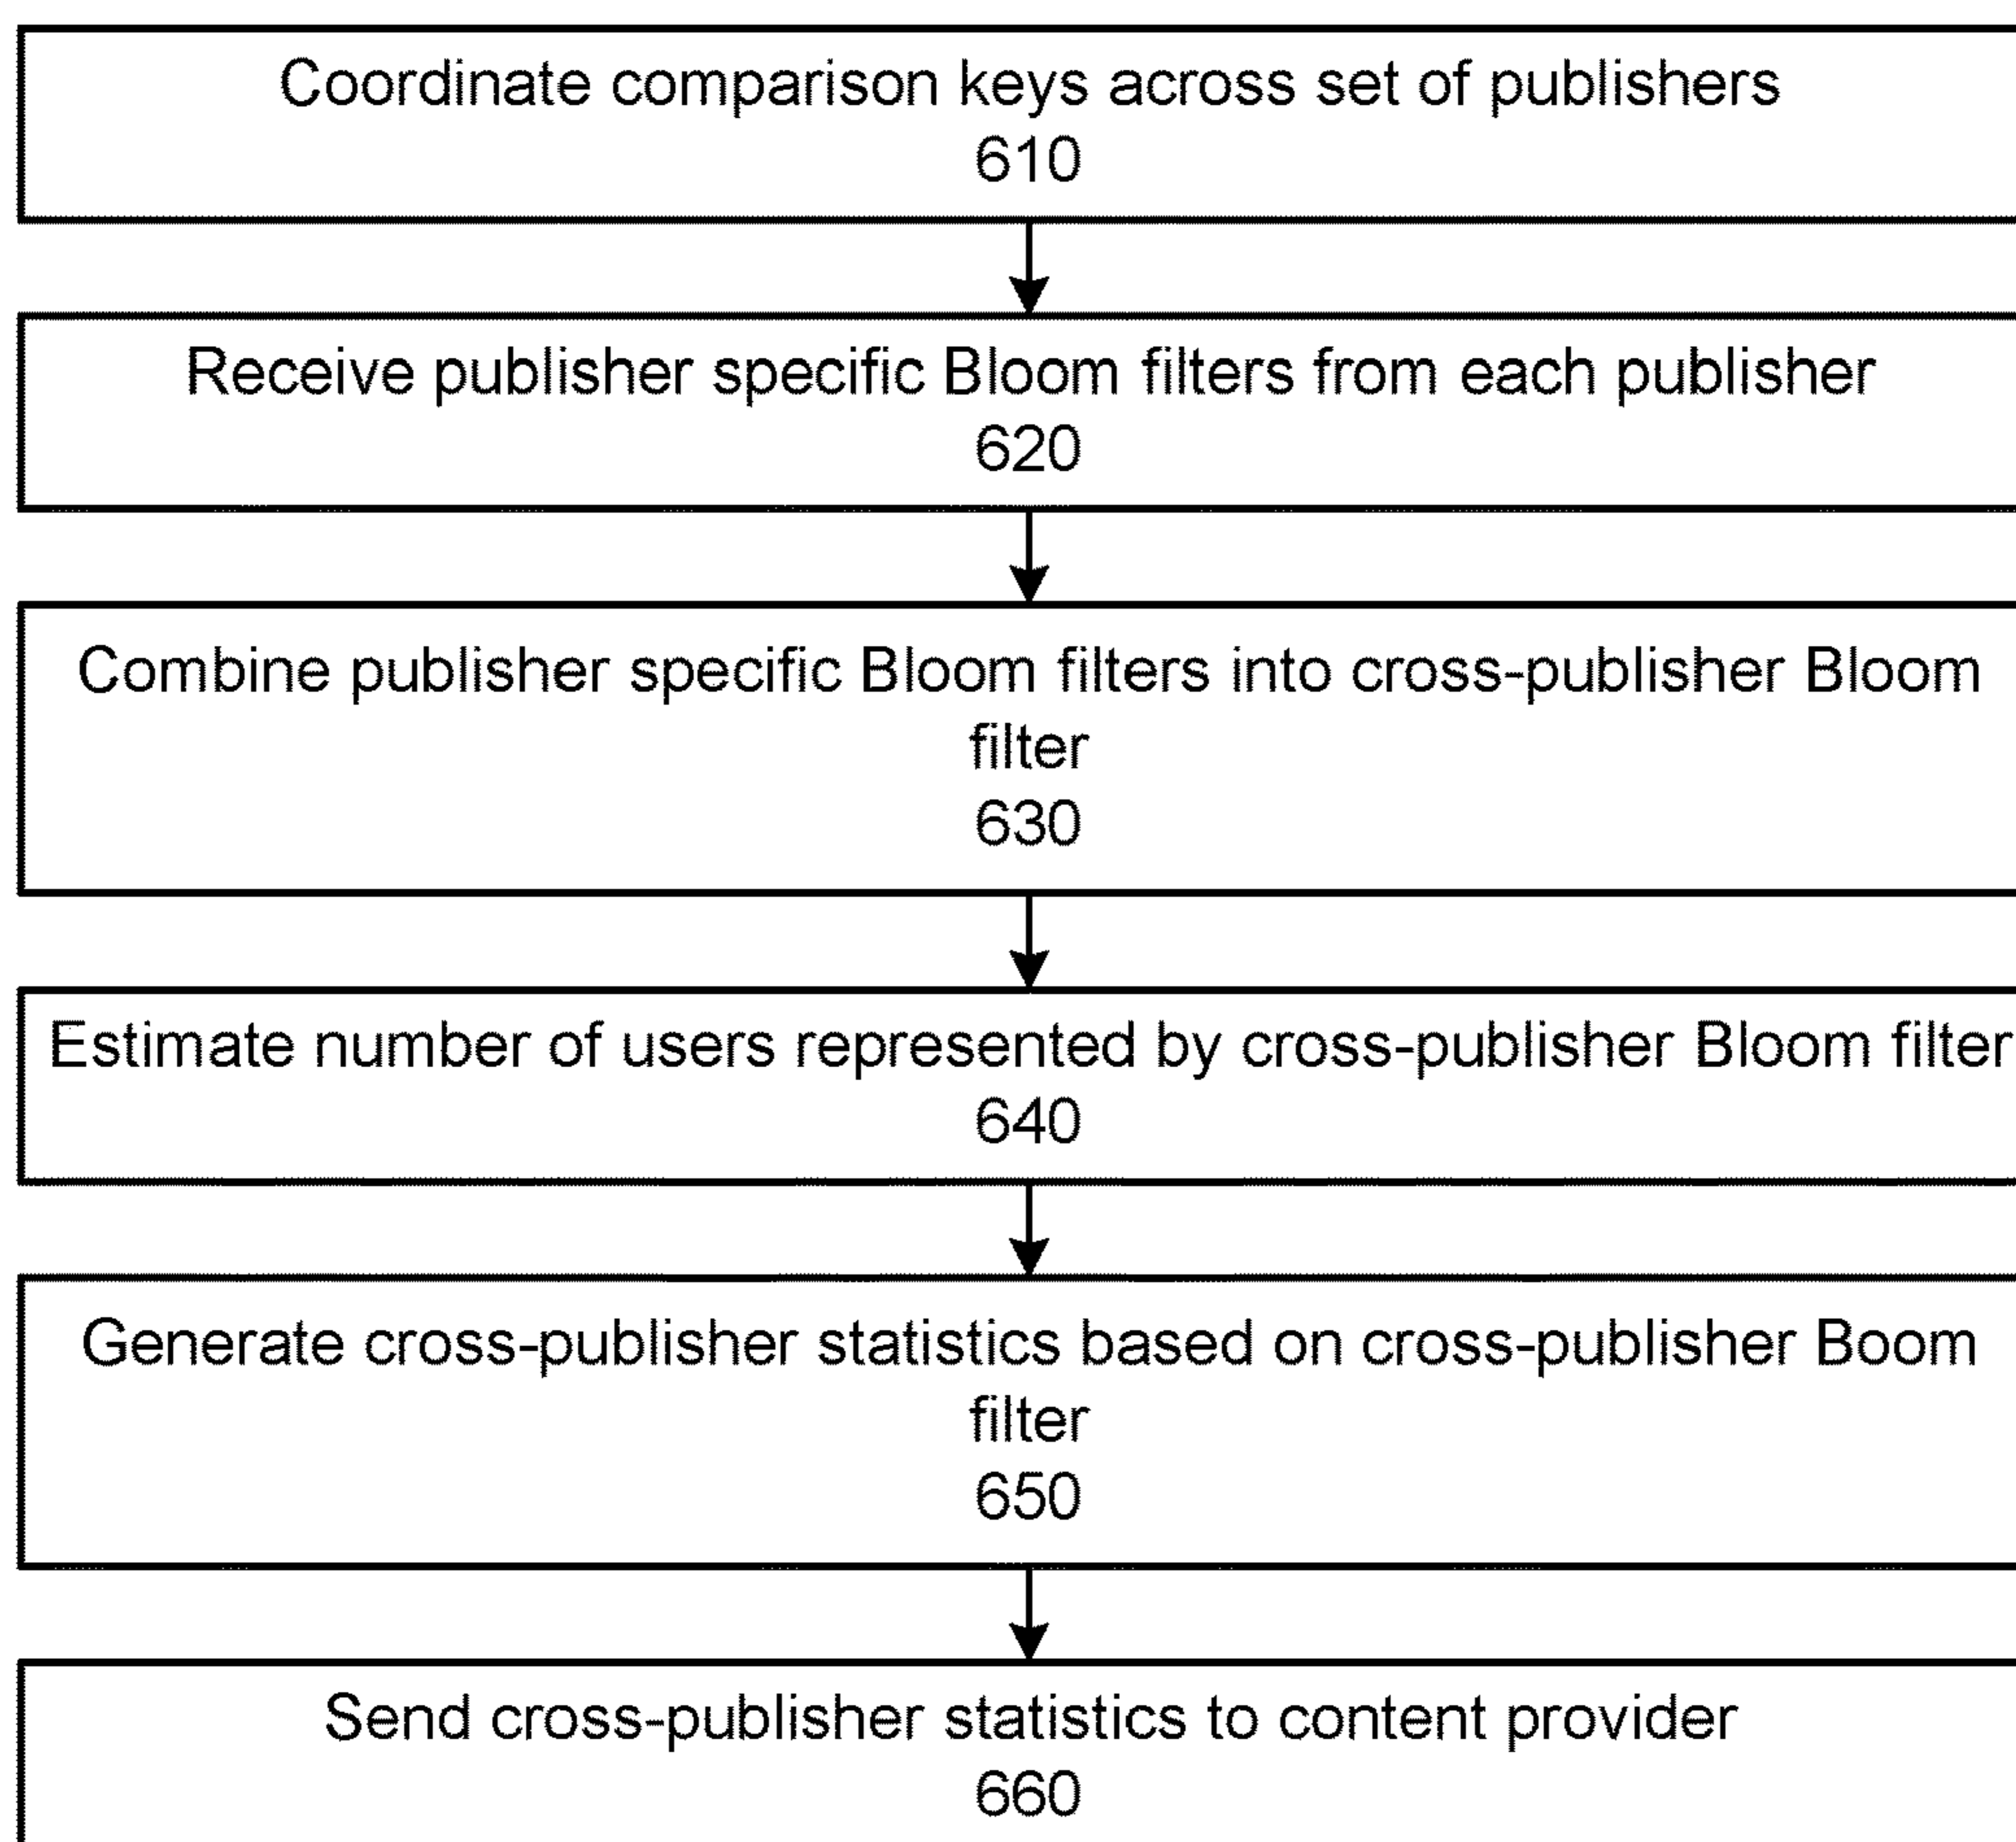 Coordinate comparison keys across set of publishers
610
Receive publisher specific Bloom filters from each publisher
620
Combine publisher specific Bloom filters into cross-publisher Bloom
filter
630
Estimate number of users represented by cross-publisher Bloom filter
640
Generate cross-publisher statistics based on cross-publisher Boom
filter
650
Send cross-publisher statistics to content provider
660